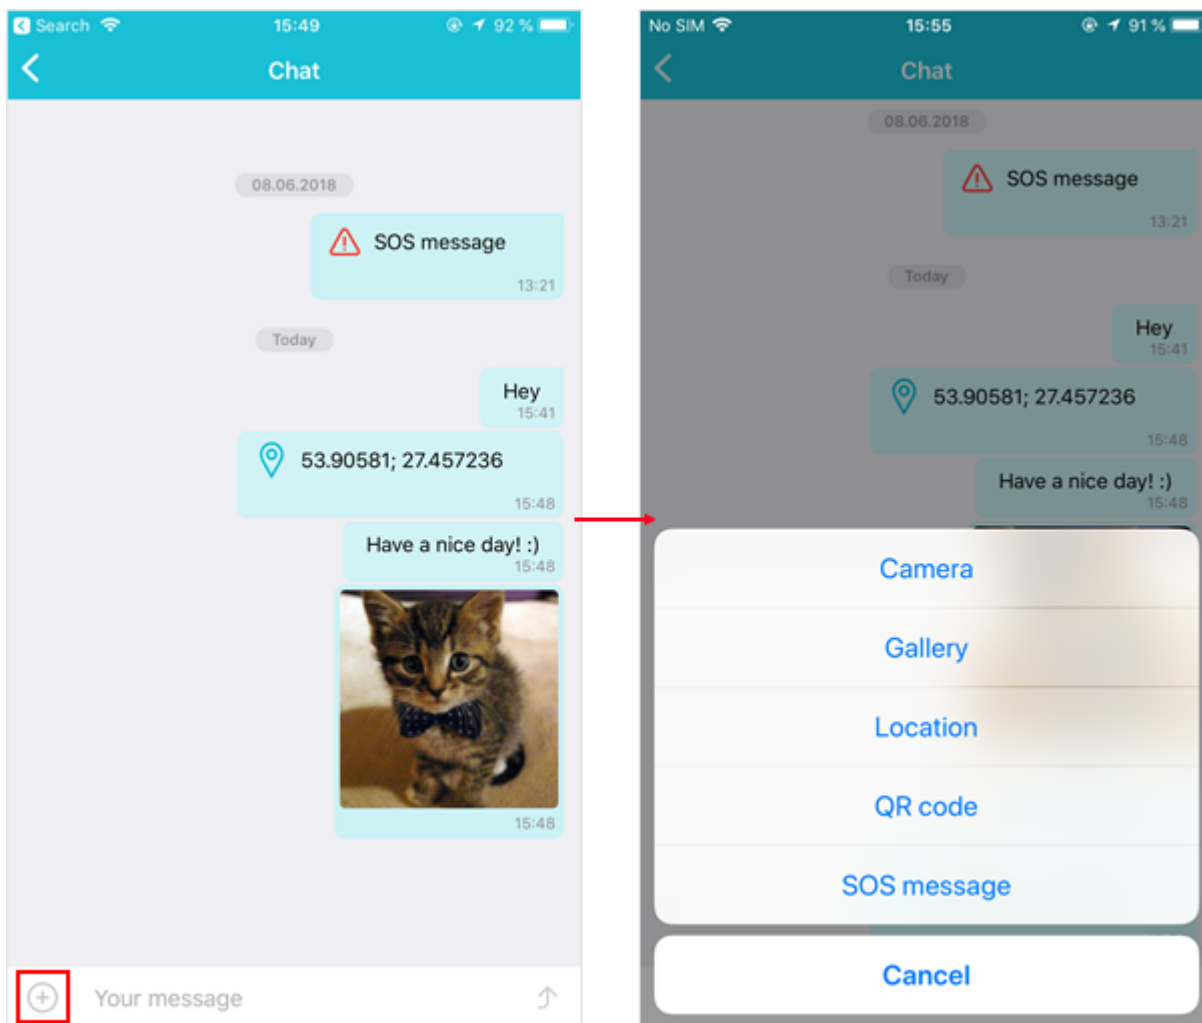 Search 15:49 92 %
Chat
08.06.2018
SOS message
13:21
Today
Hey
15:41
53.90581; 27.457236
15:48
Have a nice day! :)
15:48
15:48
Your message
No SIM 15:55 91 %
Chat
08.06.2018
SOS message
13:21
Today
Hey
15:41
53.90581; 27.457236
15:48
Have a nice day! :)
15:48
Camera
Gallery
Location
QR code
SOS message
Cancel